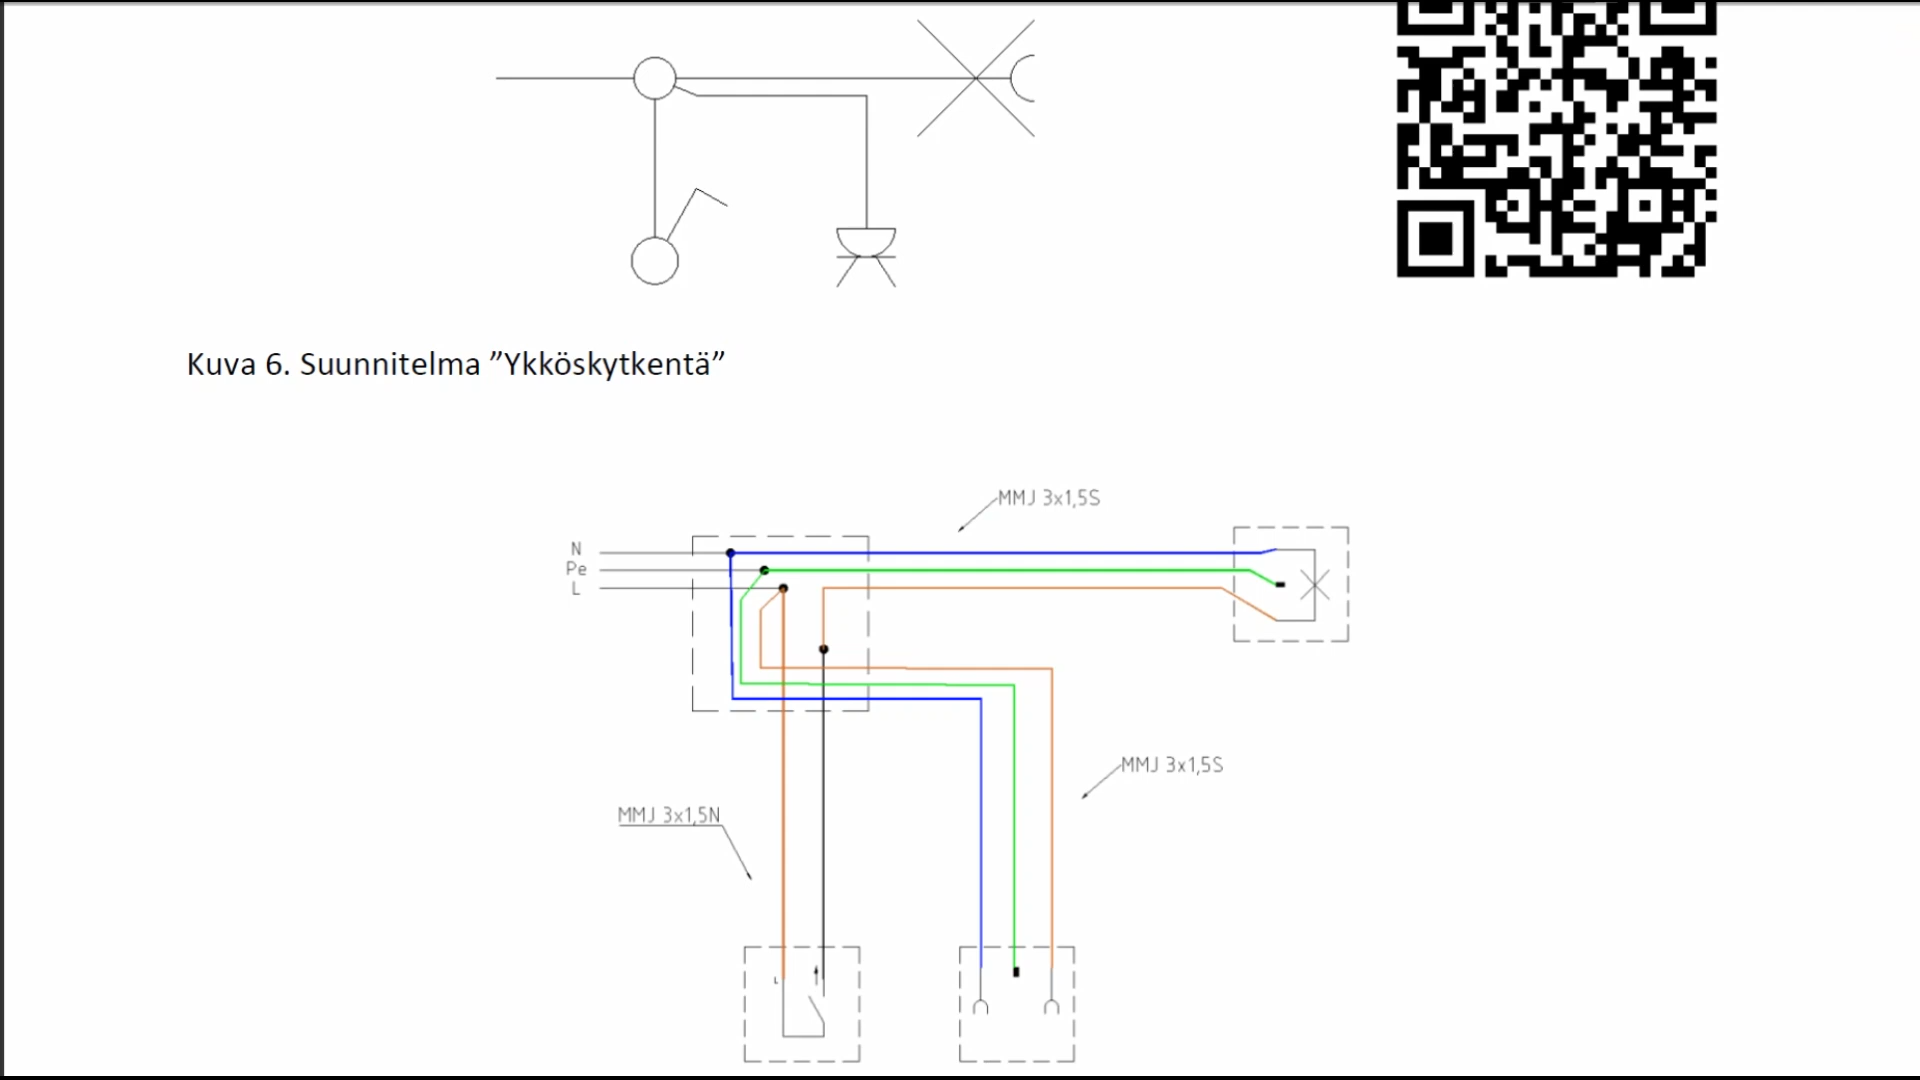 Kuva 6. Suunnitelma ”Ykköskytkentä”
MMJ 3x1,5S
N
Pe
L
MMJ 3x1,5S
MMJ 3x1,5N
L